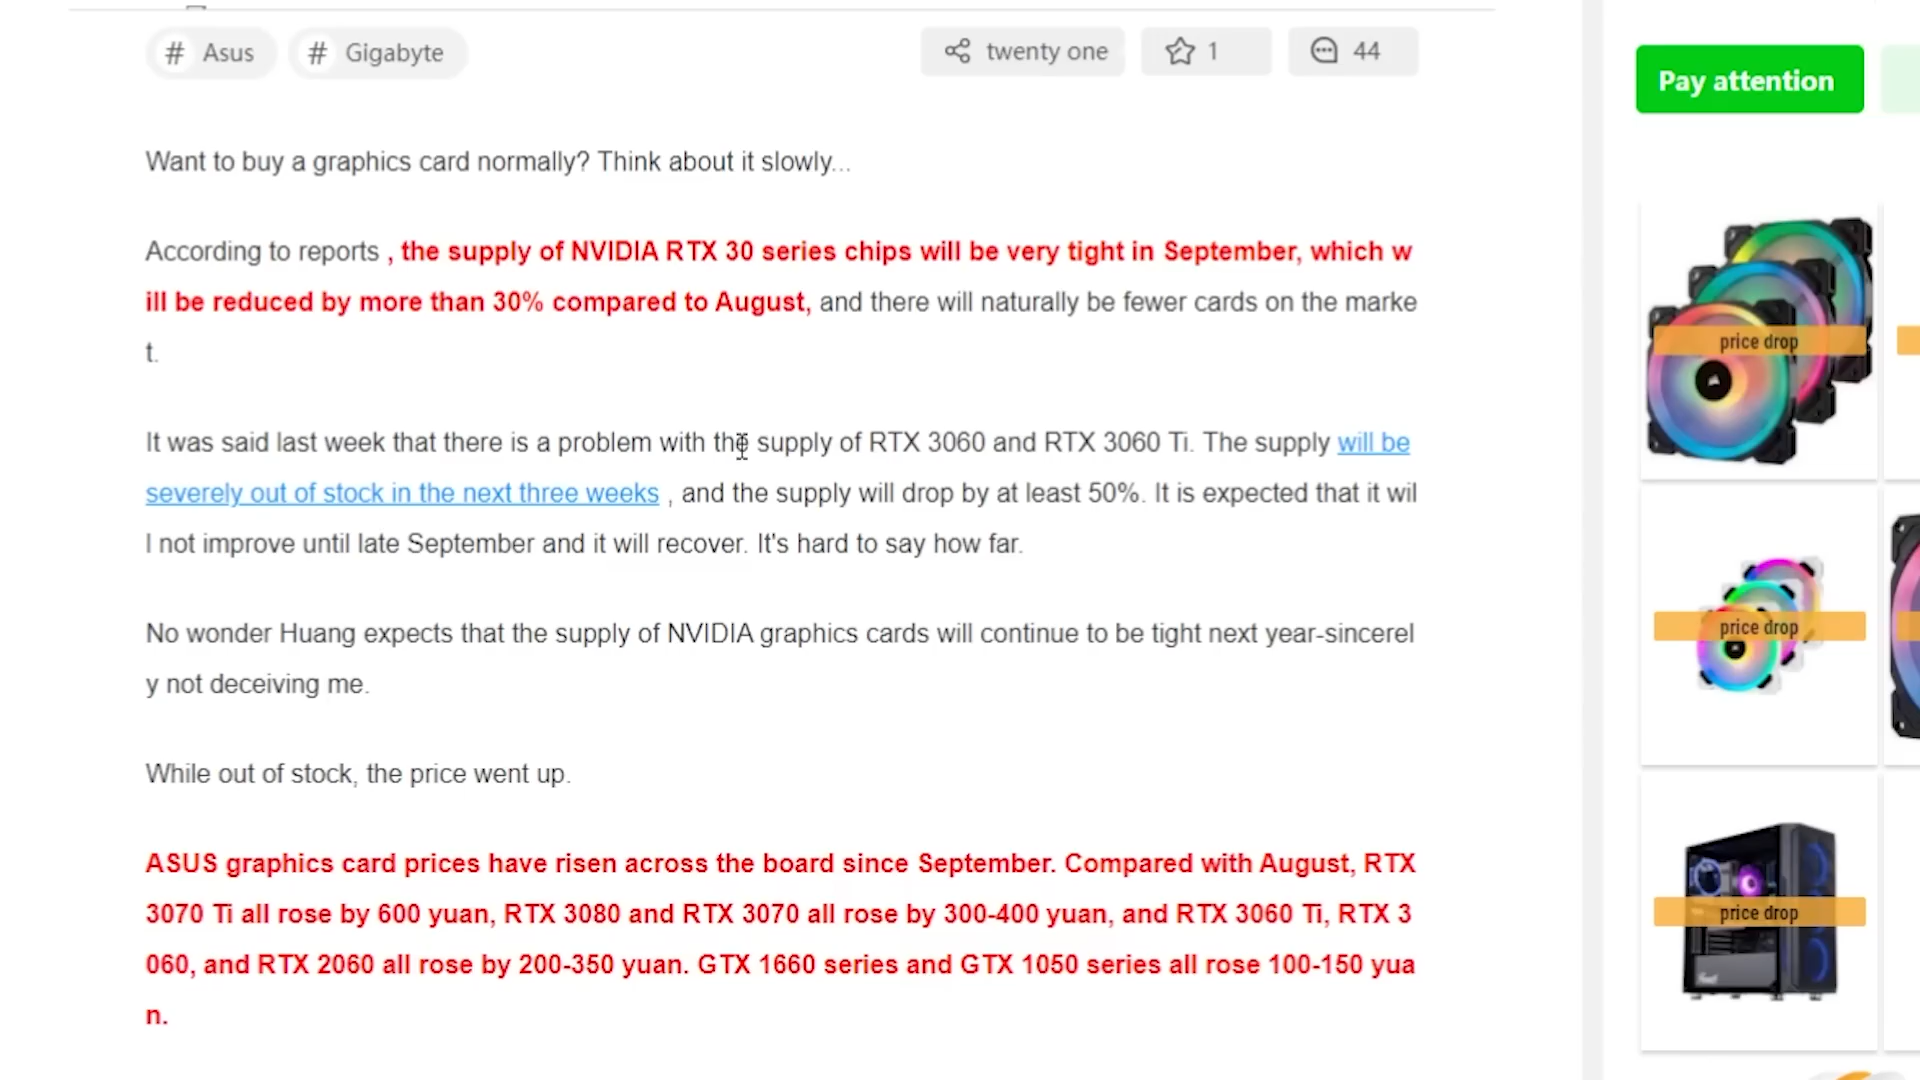 # Asus # Gigabyte twenty one 1 44
Pay attention
Want to buy a graphics card normally? Think about it slowly...
According to reports , the supply of NVIDIA RTX 30 series chips will be very tight in September, which w
ill be reduced by more than 30% compared to August, and there will naturally be fewer cards on the marke
t.
It was said last week that there is a problem with the supply of RTX 3060 and RTX 3060 Ti. The supply will be
severely out of stock in the next three weeks , and the supply will drop by at least 50%. It is expected that it wil
l not improve until late September and it will recover. It's hard to say how far.
No wonder Huang expects that the supply of NVIDIA graphics cards will continue to be tight next year-sincerel
y not deceiving me.
While out of stock, the price went up.
ASUS graphics card prices have risen across the board since September. Compared with August, RTX
3070 Ti all rose by 600 yuan, RTX 3080 and RTX 3070 all rose by 300-400 yuan, and RTX 3060 Ti, RTX 3
060, and RTX 2060 all rose by 200-350 yuan. GTX 1660 series and GTX 1050 series all rose 100-150 yua
n.
price drop
price drop
price drop